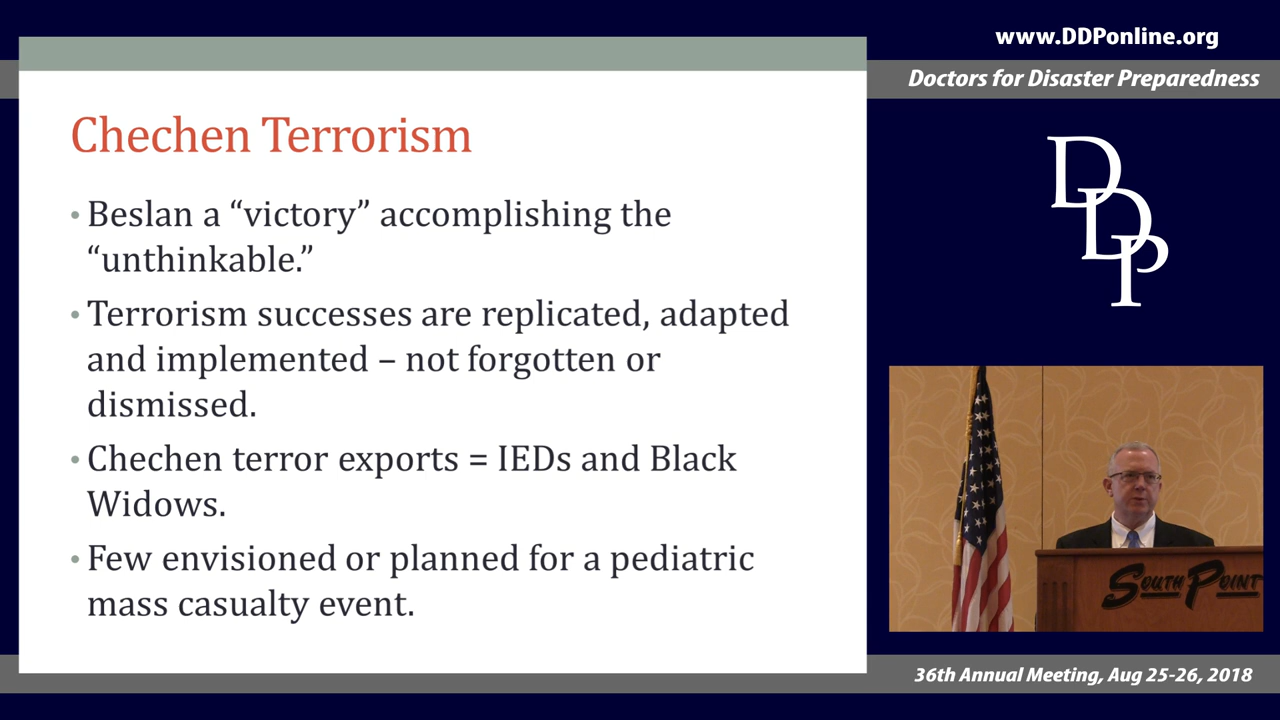 www.DDPonline.org
Doctors for Disaster Preparedness
DDP
Chechen Terrorism
• Beslan a “victory” accomplishing the
“unthinkable.”
• Terrorism successes are replicated, adapted
and implemented – not forgotten or
dismissed.
• Chechen terror exports = IEDs and Black
Widows.
• Few envisioned or planned for a pediatric
mass casualty event.
SOUTH POINT
36th Annual Meeting, Aug 25-26, 2018